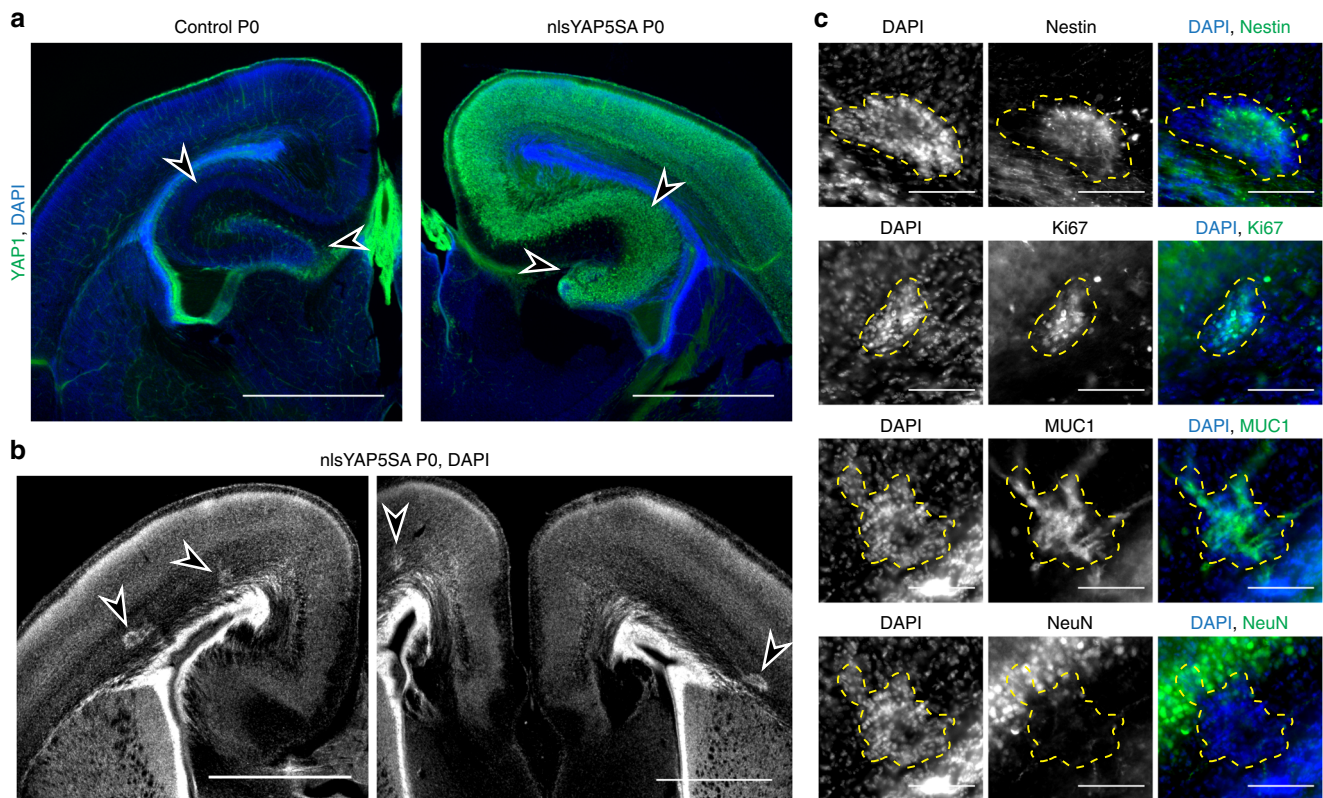 a
Control P0
nlsYAP5SA P0
YAP1, DAPI
b
nlsYAP5SA P0, DAPI
c
DAPI
Nestin
DAPI, Nestin
DAPI
Ki67
DAPI, Ki67
DAPI
MUC1
DAPI, MUC1
DAPI
NeuN
DAPI, NeuN